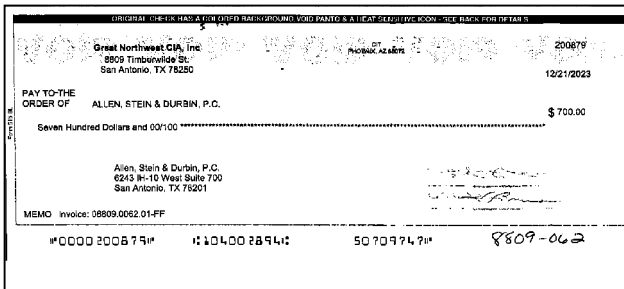 ORIGINAL CHECK HAS A COLORED BACKGROUND, VOID PANTO & A HEAT SENSITIVE ICON - SEE BACK FOR DETAILS
Great Northwest CIA, Inc
8809 Timberwilde St.
San Antonio, TX 78250
CIT
PHOENIX, AZ 85072
200879
12/21/2023
PAY TO THE
ORDER OF ALLEN, STEIN & DURBIN, P.C.
$ 700.00
Seven Hundred Dollars and 00/100
Allen, Stein & Durbin, P.C.
6243 IH-10 West Suite 700
San Antonio, TX 78201
MEMO Invoice: 08809.0062.01-FF
⑈0000200879⑈ ⑆104002894⑆ 50709747⑈ 8809-062